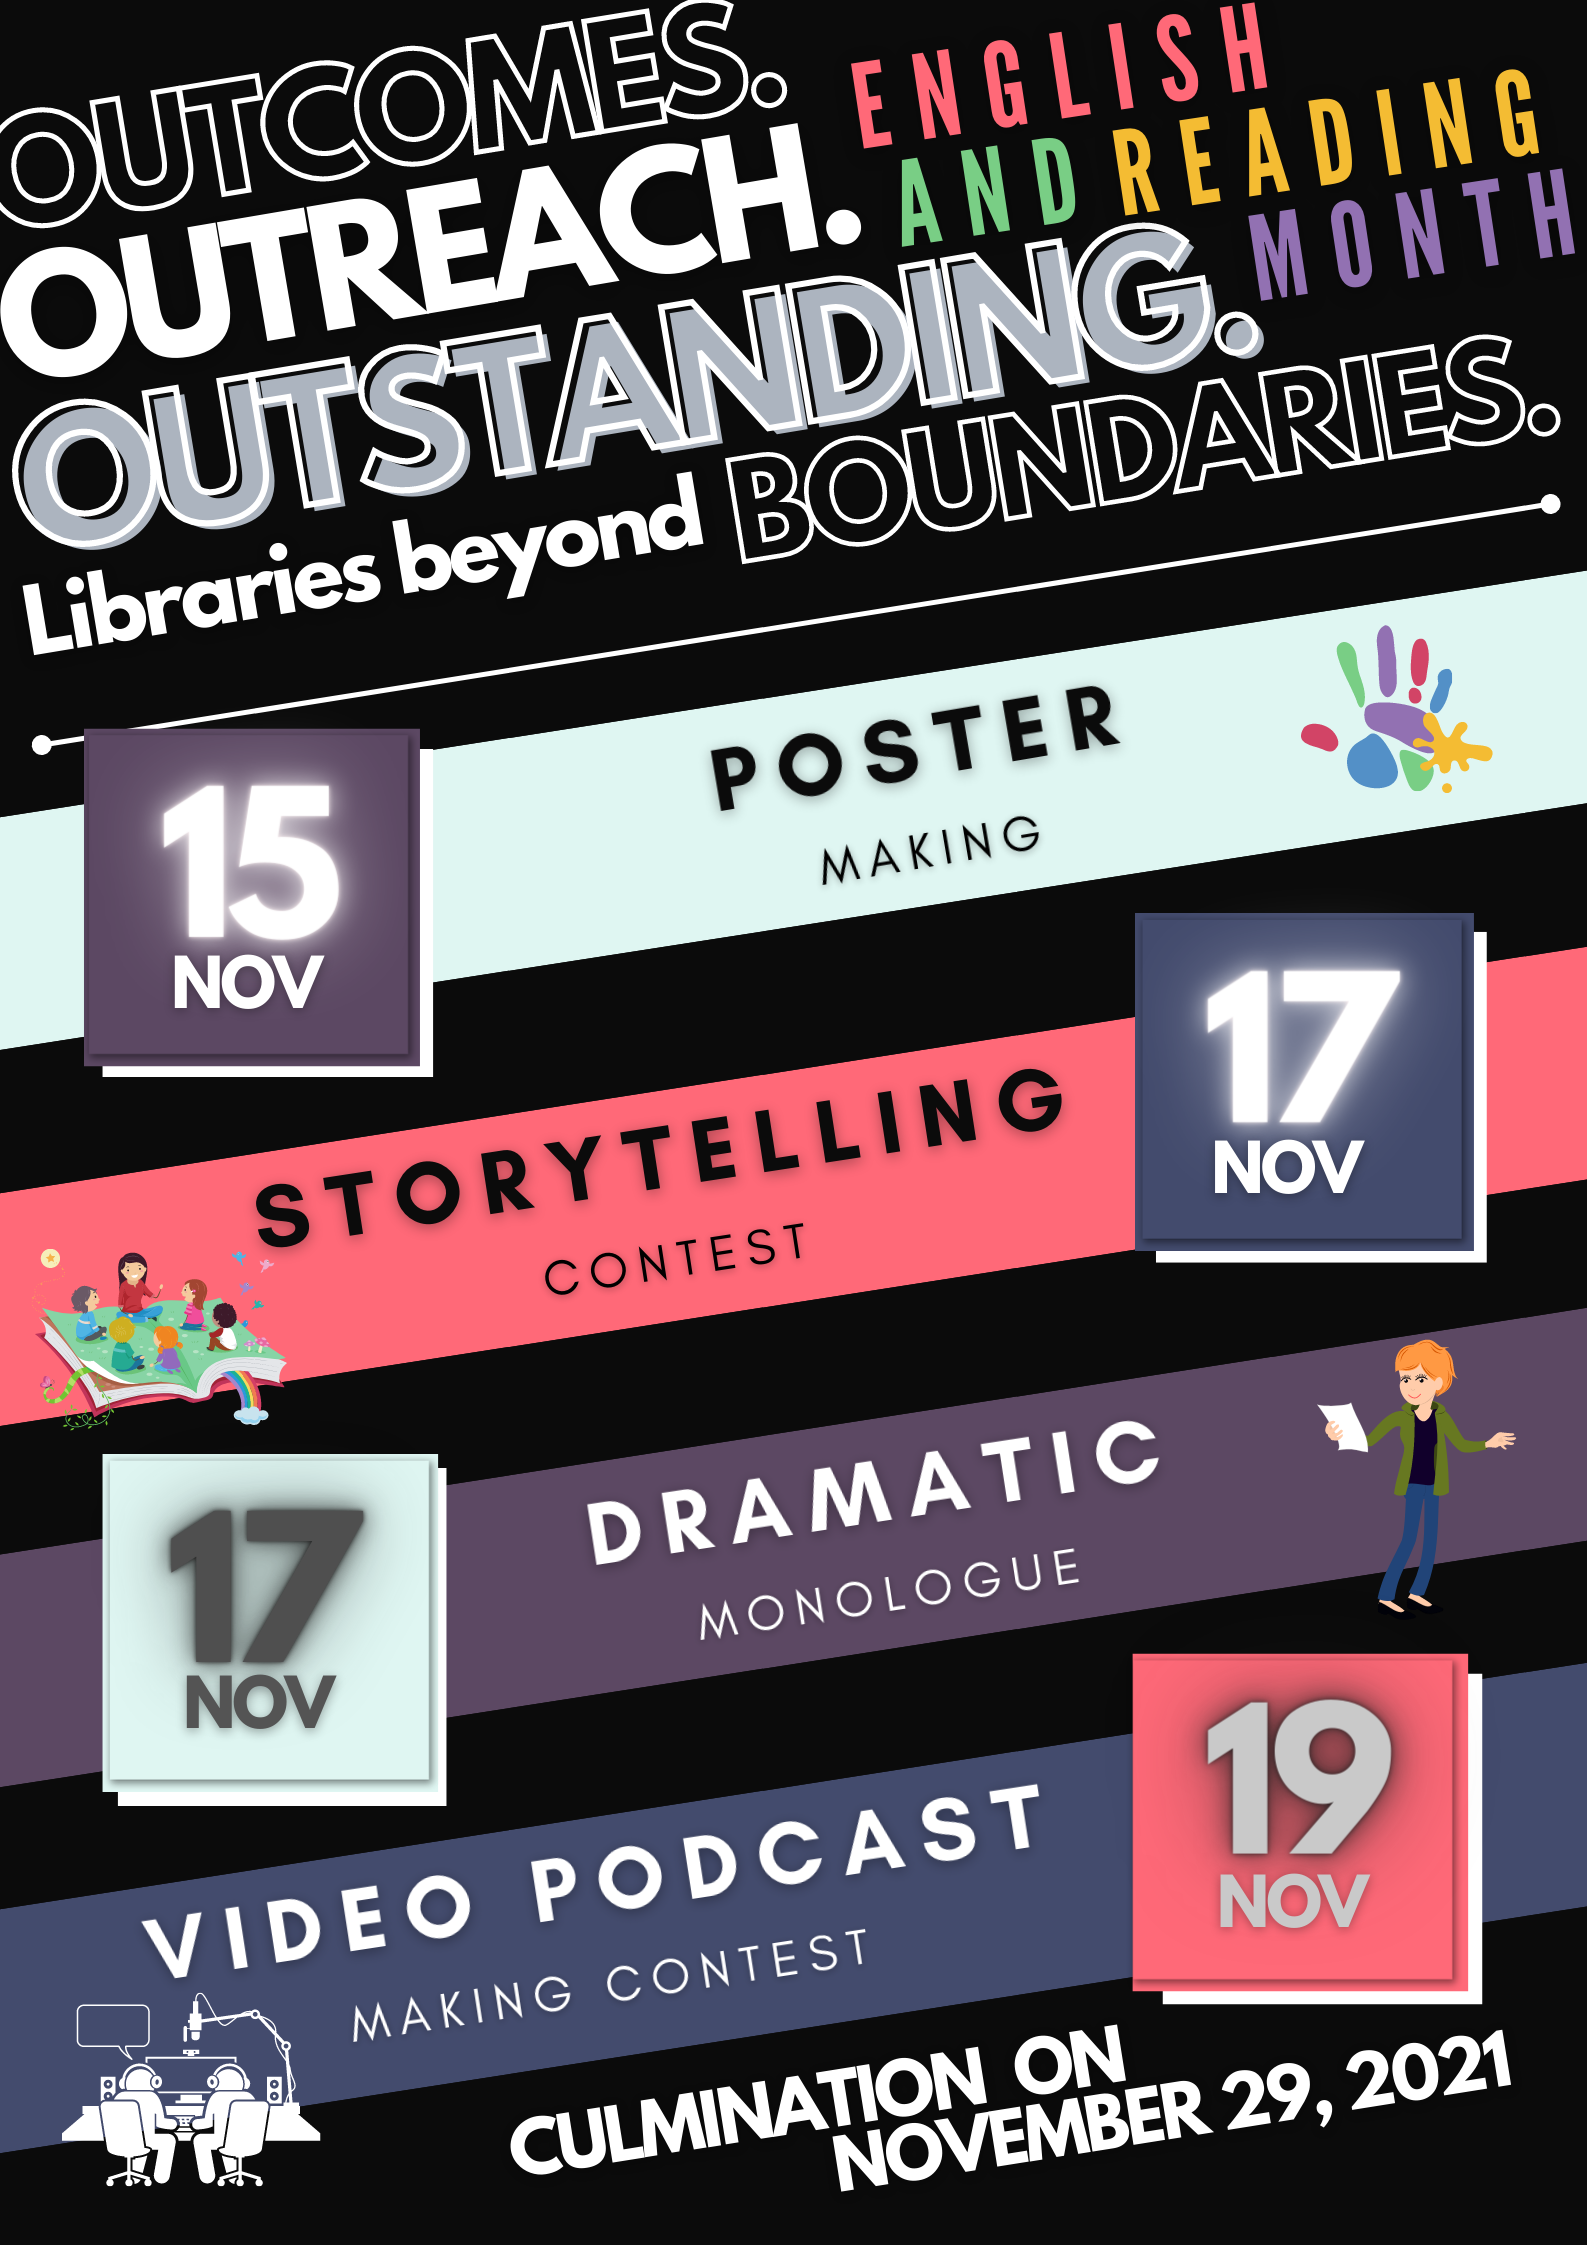 OUTCOMES.
OUTREACH.
OUTSTANDING.
Libraries beyond BOUNDARIES.
ENGLISH
AND READING
MONTH
15
NOV
POSTER
MAKING
17
NOV
STORYTELLING
CONTEST
17
NOV
DRAMATIC
MONOLOGUE
19
NOV
VIDEO PODCAST
MAKING CONTEST
CULMINATION ON
NOVEMBER 29, 2021